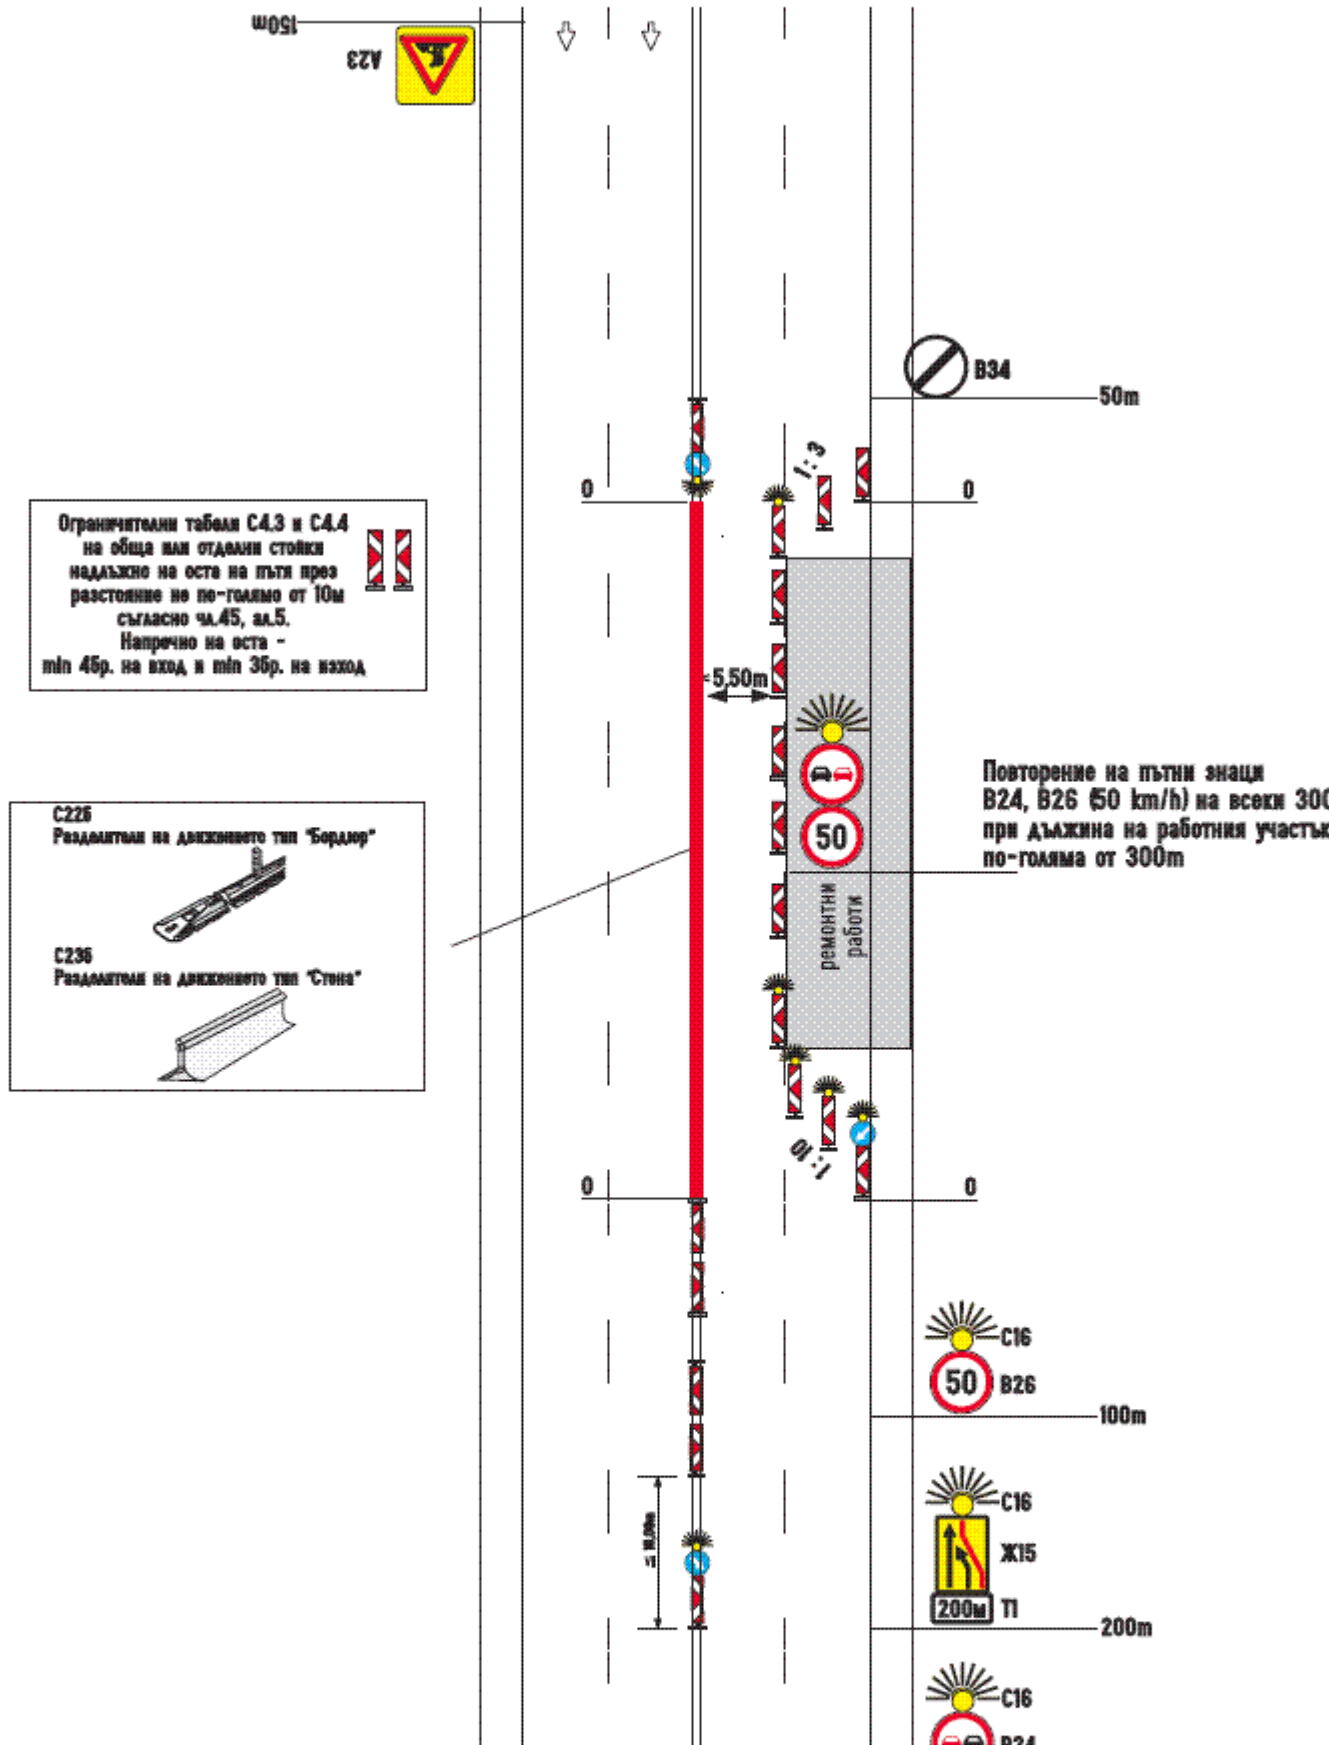 150m
A23
B34
50m
1:3
0
0
Ограничителни табели C4.3 и C4.4
на обща или отделни стойки
надлъжно на оста на пътя през
разстояние не по-голямо от 10м
съгласно чл.45, ал.5.
Напречно на оста -
min 4бр. на вход и min 3бр. на изход
5,50m
50
Повторение на пътни знаци
B24, B26 (50 km/h) на всеки 300
при дължина на работния участък
по-голяма от 300m
ремонтни
работи
C22б
Разделители на движението тип "Бордюр"
C23б
Разделители на движението тип "Стена"
1:10
0
0
C16
50
B26
100m
C16
Ж15
200м
T1
200m
≤ 10,00m
C16
B24